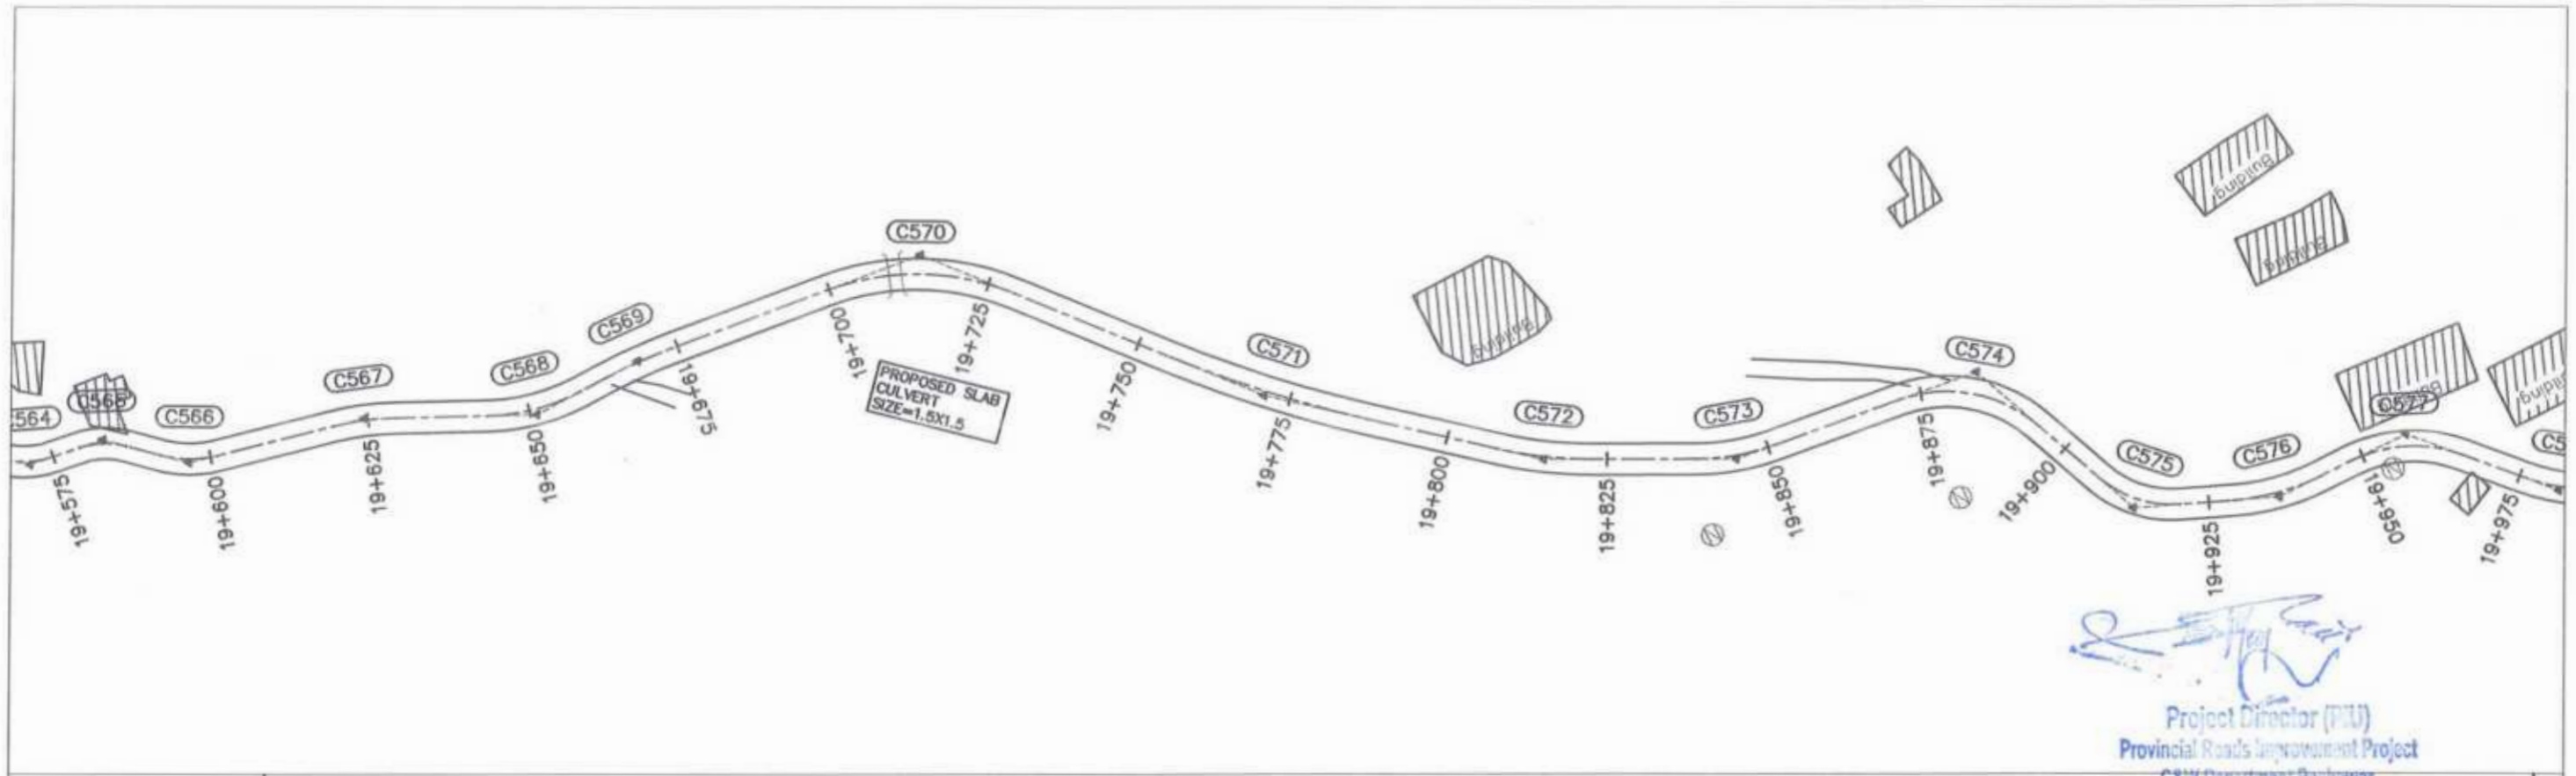 C570
C569
C568
C567
C566
C565
C564
C571
C572
C573
C574
C575
C576
C577
19+575
19+600
19+625
19+650
19+675
19+700
19+725
19+750
19+775
19+800
19+825
19+850
19+875
19+900
19+925
19+950
19+975
PROPOSED SLAB
CULVERT
SIZE=1.5X1.5
Building
Building
Building
Building
Project Director (PIU)
Provincial Roads Improvement Project
C&W Department Peshawar